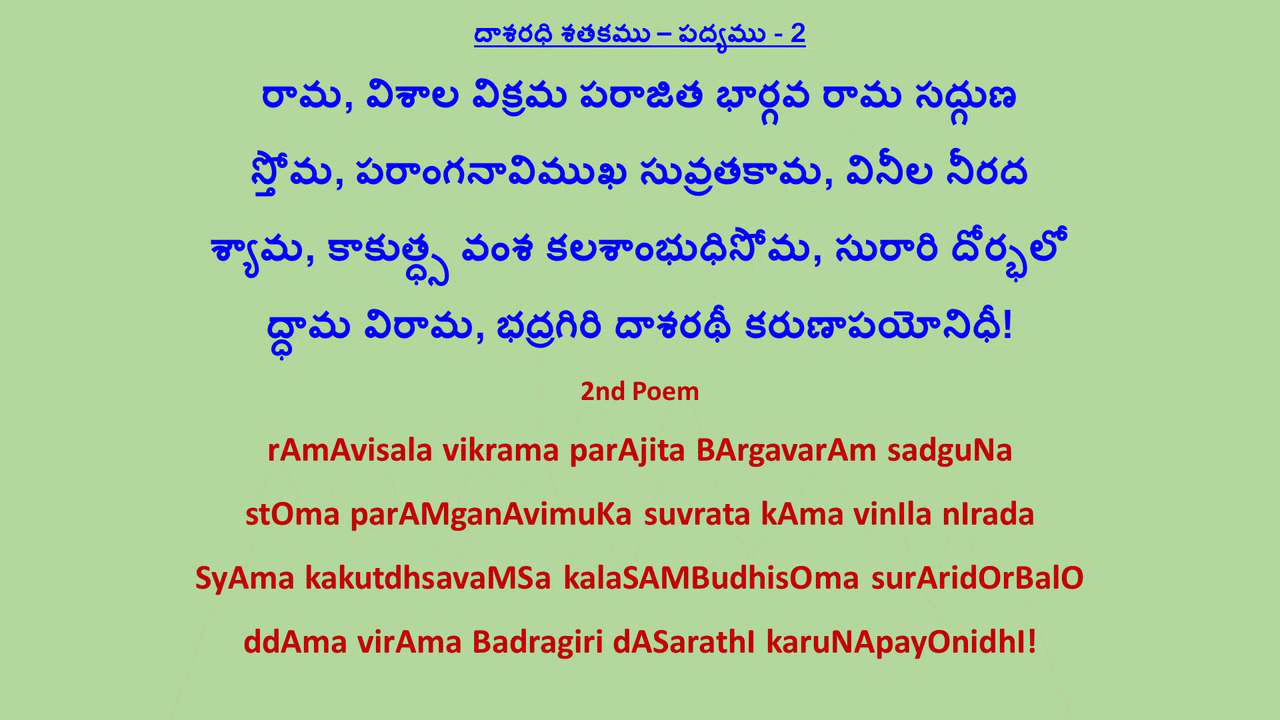 దాశరధి శతకము – పద్యము - 2
రామ, విశాల విక్రమ పరాజిత భార్గవ రామ సద్గుణ
స్తోమ, పరాంగనావిముఖ సువ్రతకామ, వినీల నీరద
శ్యామ, కాకుత్ధ్స వంశ కలశాంభుధిసోమ, సురారి దోర్భలో
ద్ధామ విరామ, భద్రగిరి దాశరథీ కరుణాపయోనిధీ!
2nd Poem
rAmAvisala vikrama parAjita BArgavarAm sadguNa
stOma parAMganAvimuKa suvrata kAma vinIla nIrada
SyAma kakutdhsavaMSa kalaSAMBudhisOma surAridOrBalO
ddAma virAma Badragiri dASarathI karuNApayOnidhI!